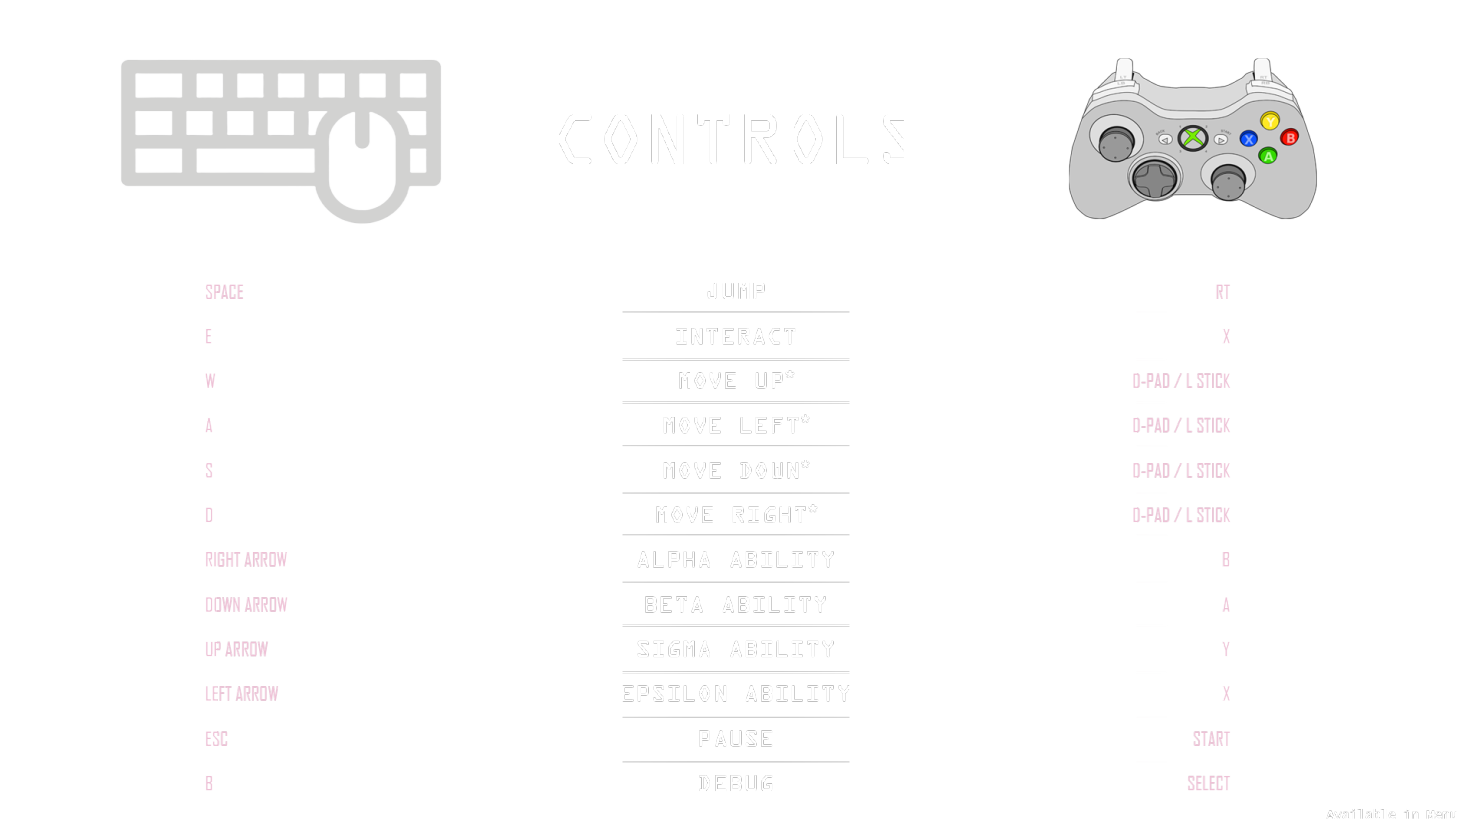 CONTROLS
Y
X B
A
SPACE JUMP RT
E INTERACT X
W MOVE UP* D-PAD / L STICK
A MOVE LEFT* D-PAD / L STICK
S MOVE DOWN* D-PAD / L STICK
D MOVE RIGHT* D-PAD / L STICK
RIGHT ARROW ALPHA ABILITY B
DOWN ARROW BETA ABILITY A
UP ARROW SIGMA ABILITY Y
LEFT ARROW EPSILON ABILITY X
ESC PAUSE START
B DEBUG SELECT
Available in Menu